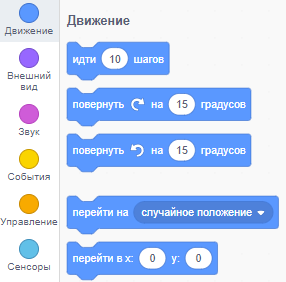 Движение
Внешний
вид
Звук
События
Управление
Сенсоры
Движение
идти 10 шагов
повернуть на 15 градусов
повернуть на 15 градусов
перейти на случайное положение
перейти в x: 0 y: 0